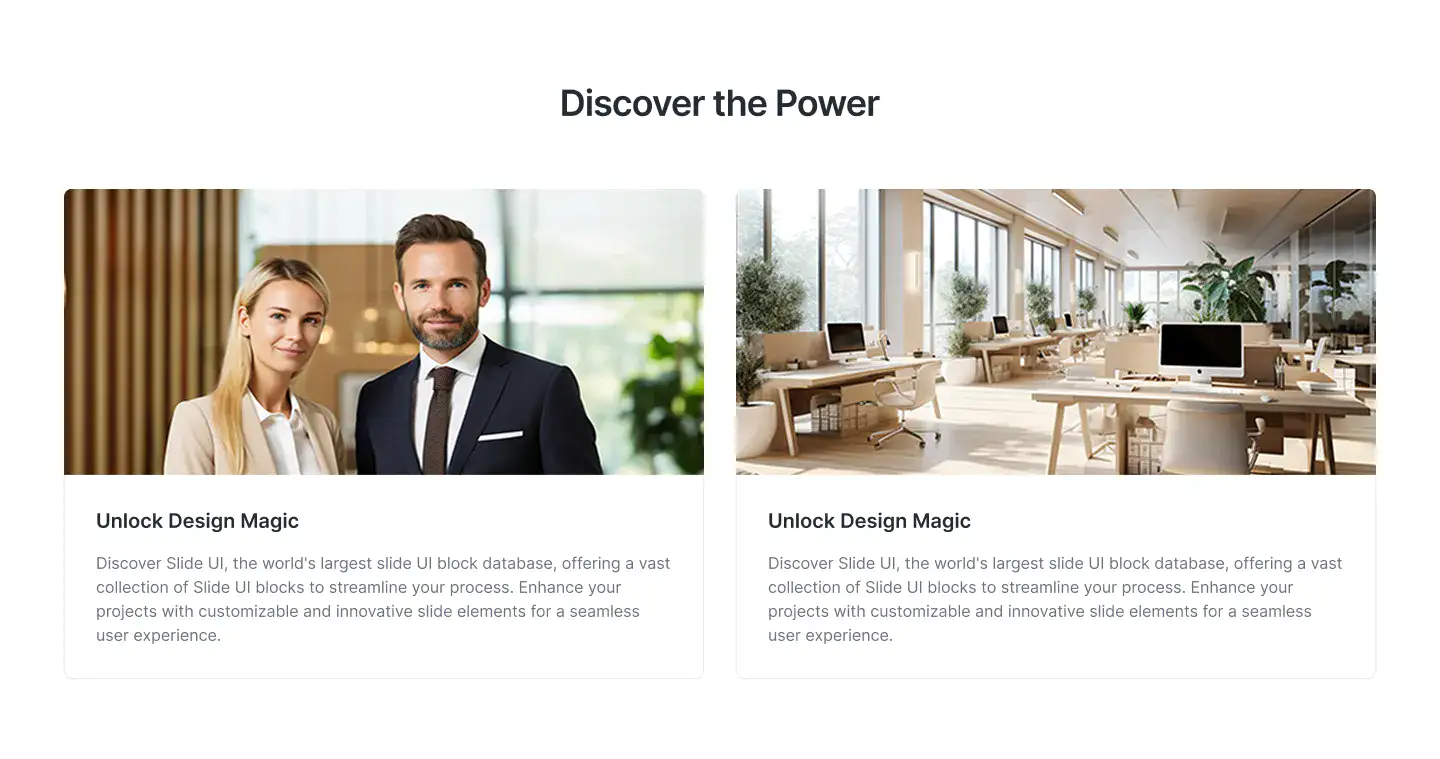 Discover the Power
Unlock Design Magic
Discover Slide UI, the world's largest slide UI block database, offering a vast
collection of Slide UI blocks to streamline your process. Enhance your
projects with customizable and innovative slide elements for a seamless
user experience.
Unlock Design Magic
Discover Slide UI, the world's largest slide UI block database, offering a vast
collection of Slide UI blocks to streamline your process. Enhance your
projects with customizable and innovative slide elements for a seamless
user experience.